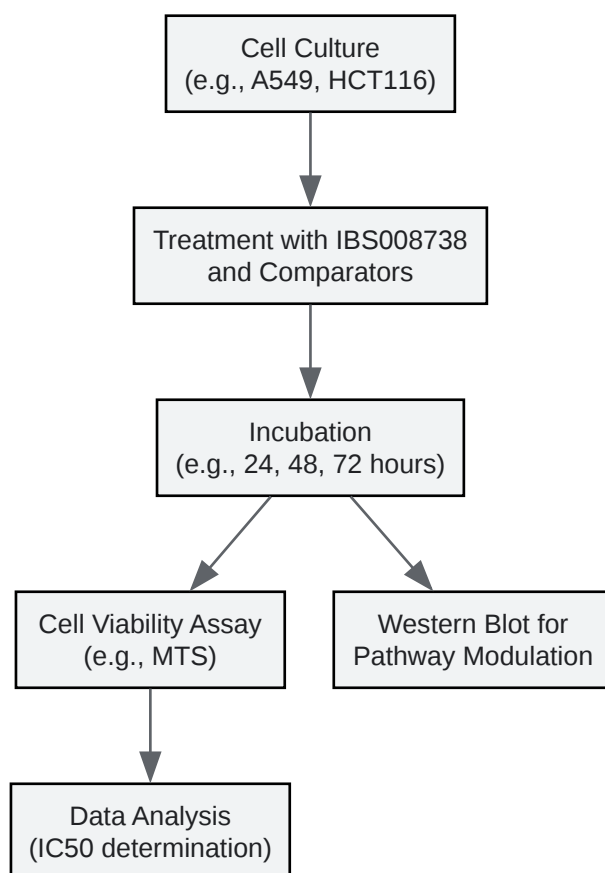 Cell Culture
(e.g., A549, HCT116)
Treatment with IBS008738
and Comparators
Incubation
(e.g., 24, 48, 72 hours)
Cell Viability Assay
(e.g., MTS)
Western Blot for
Pathway Modulation
Data Analysis
(IC50 determination)